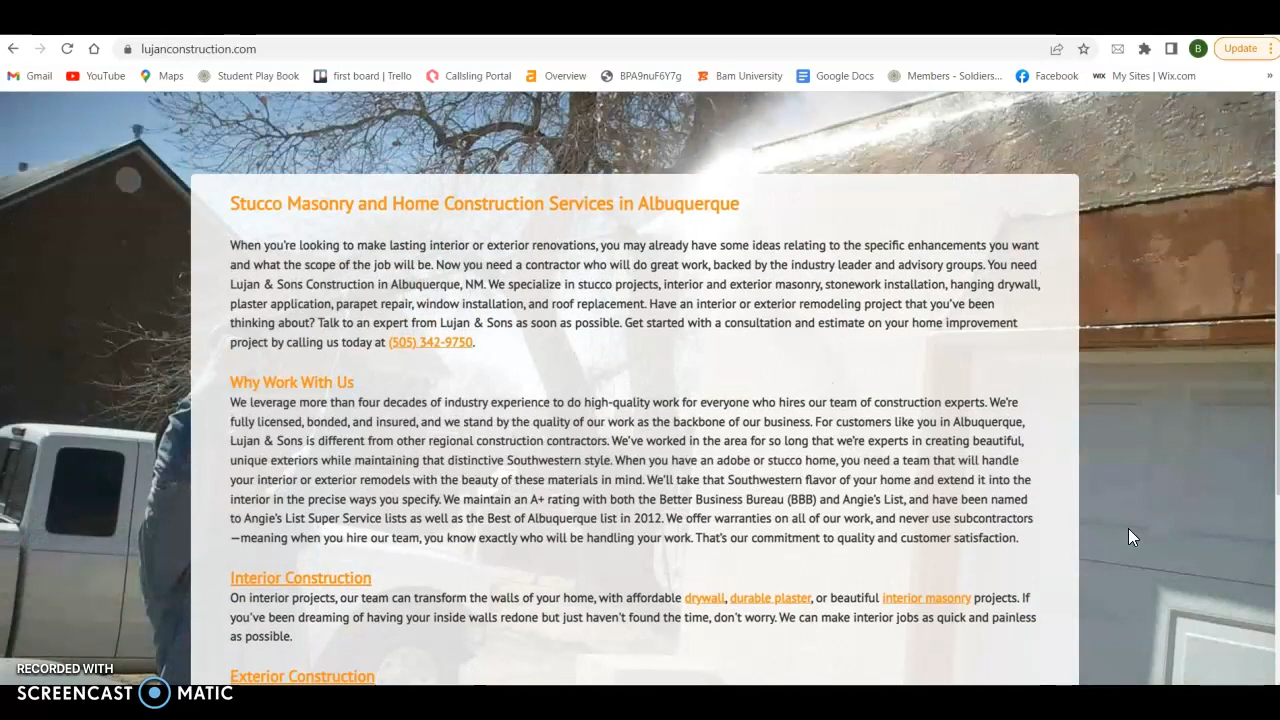 lujanconstruction.com
B
Update
Gmail
YouTube
Maps
Student Play Book
first board | Trello
Callsling Portal
Overview
BPA9nuF6Y7g
Bam University
Google Docs
Members - Soldiers...
Facebook
WIX
My Sites | Wix.com
»
Stucco Masonry and Home Construction Services in Albuquerque
When you're looking to make lasting interior or exterior renovations, you may already have some ideas relating to the specific enhancements you want
and what the scope of the job will be. Now you need a contractor who will do great work, backed by the industry leader and advisory groups. You need
Lujan & Sons Construction in Albuquerque, NM. We specialize in stucco projects, interior and exterior masonry, stonework installation, hanging drywall,
plaster application, parapet repair, window installation, and roof replacement. Have an interior or exterior remodeling project that you've been
thinking about? Talk to an expert from Lujan & Sons as soon as possible. Get started with a consultation and estimate on your home improvement
project by calling us today at (505) 342-9750.
Why Work With Us
We leverage more than four decades of industry experience to do high-quality work for everyone who hires our team of construction experts. We're
fully licensed, bonded, and insured, and we stand by the quality of our work as the backbone of our business. For customers like you in Albuquerque,
Lujan & Sons is different from other regional construction contractors. We've worked in the area for so long that we're experts in creating beautiful,
unique exteriors while maintaining that distinctive Southwestern style. When you have an adobe or stucco home, you need a team that will handle
your interior or exterior remodels with the beauty of these materials in mind. We'll take that Southwestern flavor of your home and extend it into the
interior in the precise ways you specify. We maintain an A+ rating with both the Better Business Bureau (BBB) and Angie's List, and have been named
to Angie's List Super Service lists as well as the Best of Albuquerque list in 2012. We offer warranties on all of our work, and never use subcontractors
—meaning when you hire our team, you know exactly who will be handling your work. That's our commitment to quality and customer satisfaction.
Interior Construction
On interior projects, our team can transform the walls of your home, with affordable drywall, durable plaster, or beautiful interior masonry projects. If
you've been dreaming of having your inside walls redone but just haven't found the time, don't worry. We can make interior jobs as quick and painless
as possible.
Exterior Construction
RECORDED WITH
SCREENCAST MATIC